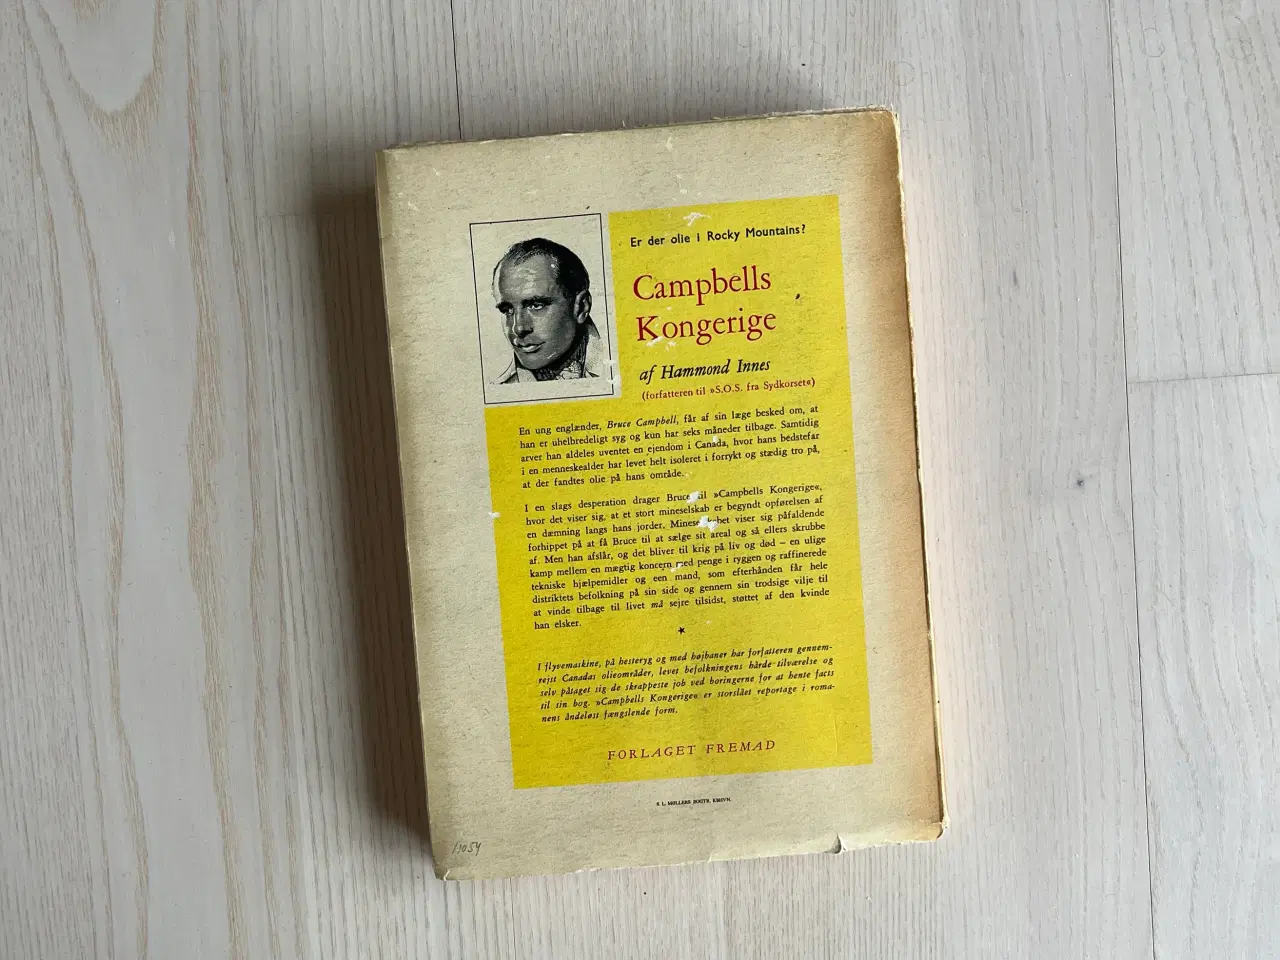 Er der olie i Rocky Mountains?
Campbells
Kongerige
af Hammond Innes
(forfatteren til »S.O.S. fra Sydkorset«)
En ung englænder, Bruce Campbell, får af sin læge besked om, at
han er uhelbredeligt syg og kun har seks måneder tilbage. Samtidig
arver han aldeles uventet en ejendom i Canada, hvor hans bedstefar
i en menneskealder har levet helt isoleret i forrykt og stædig tro på,
at der fandtes olie på hans område.
I en slags desperation drager Bruce til »Campbells Kongerige«,
hvor det viser sig, at et stort mineselskab er begyndt opførelsen af
en dæmning langs hans jorder. Mineselskabet viser sig påfaldende
forhippet på at få Bruce til at sælge sit areal og så ellers skrubbe
af. Men han afslår, og det bliver til krig på liv og død – en ulige
kamp mellem en mægtig koncern med penge i ryggen og raffinerede
tekniske hjælpemidler og een mand, som efterhånden får hele
distriktets befolkning på sin side og gennem sin trodsige vilje til
at vinde tilbage til livet må sejre tilsidst, støttet af den kvinde
han elsker.
★
I flyvemaskine, på hesteryg og med højbaner har forfatteren gennem-
rejst Canadas olieområder, levet befolkningens hårde tilværelse og
selv påtaget sig de skrappeste job ved boringerne for at hente facts
til sin bog. »Campbells Kongerige« er storslået reportage i roma-
nens åndeløst fængslende form.
FORLAGET FREMAD
S. L. MØLLERS BOGTR. KBHVN.